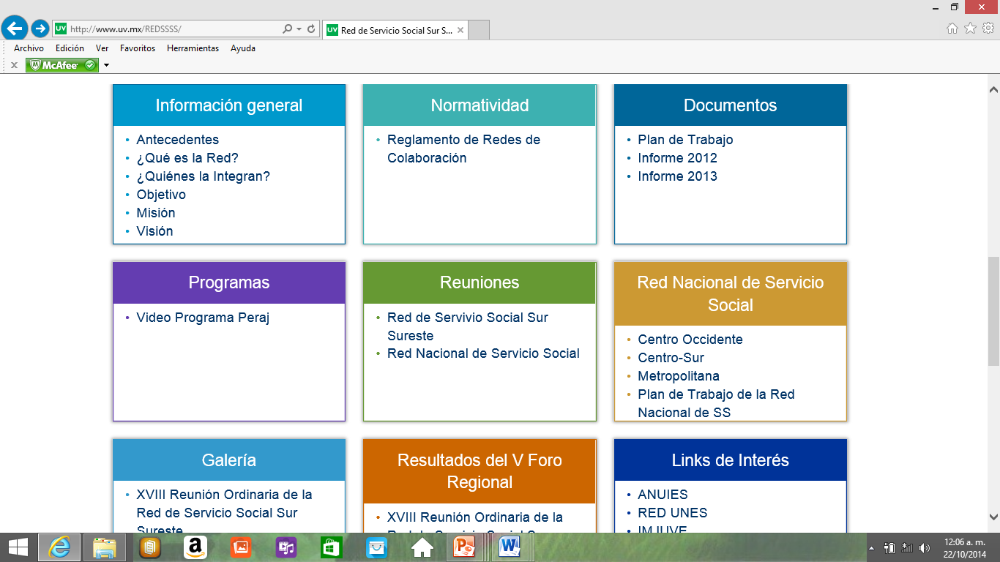 http://www.uv.mx/REDSSSS/
Red de Servicio Social Sur S...
Archivo Edición Ver Favoritos Herramientas Ayuda
x McAfee
Información general
• Antecedentes
• ¿Qué es la Red?
• ¿Quiénes la Integran?
• Objetivo
• Misión
• Visión
Normatividad
• Reglamento de Redes de
Colaboración
Documentos
• Plan de Trabajo
• Informe 2012
• Informe 2013
Programas
• Video Programa Peraj
Reuniones
• Red de Servivio Social Sur
Sureste
• Red Nacional de Servicio Social
Red Nacional de Servicio
Social
• Centro Occidente
• Centro-Sur
• Metropolitana
• Plan de Trabajo de la Red
Nacional de SS
Galería
• XVIII Reunión Ordinaria de la
Red de Servicio Social Sur
Sureste
Resultados del V Foro
Regional
• XVIII Reunión Ordinaria de la
Red de Servicio Social S
Links de Interés
• ANUIES
• RED UNES
• IMJUVE
12:06 a. m.
22/10/2014